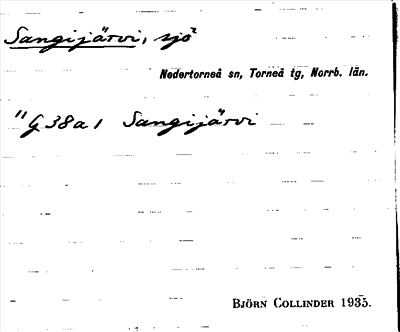 Sangijärvi, sjö
Nedertorneå sn, Torneå tg, Norrb. län.
"G 38 a 1 Sangijärvi
BJÖRN COLLINDER 1935.